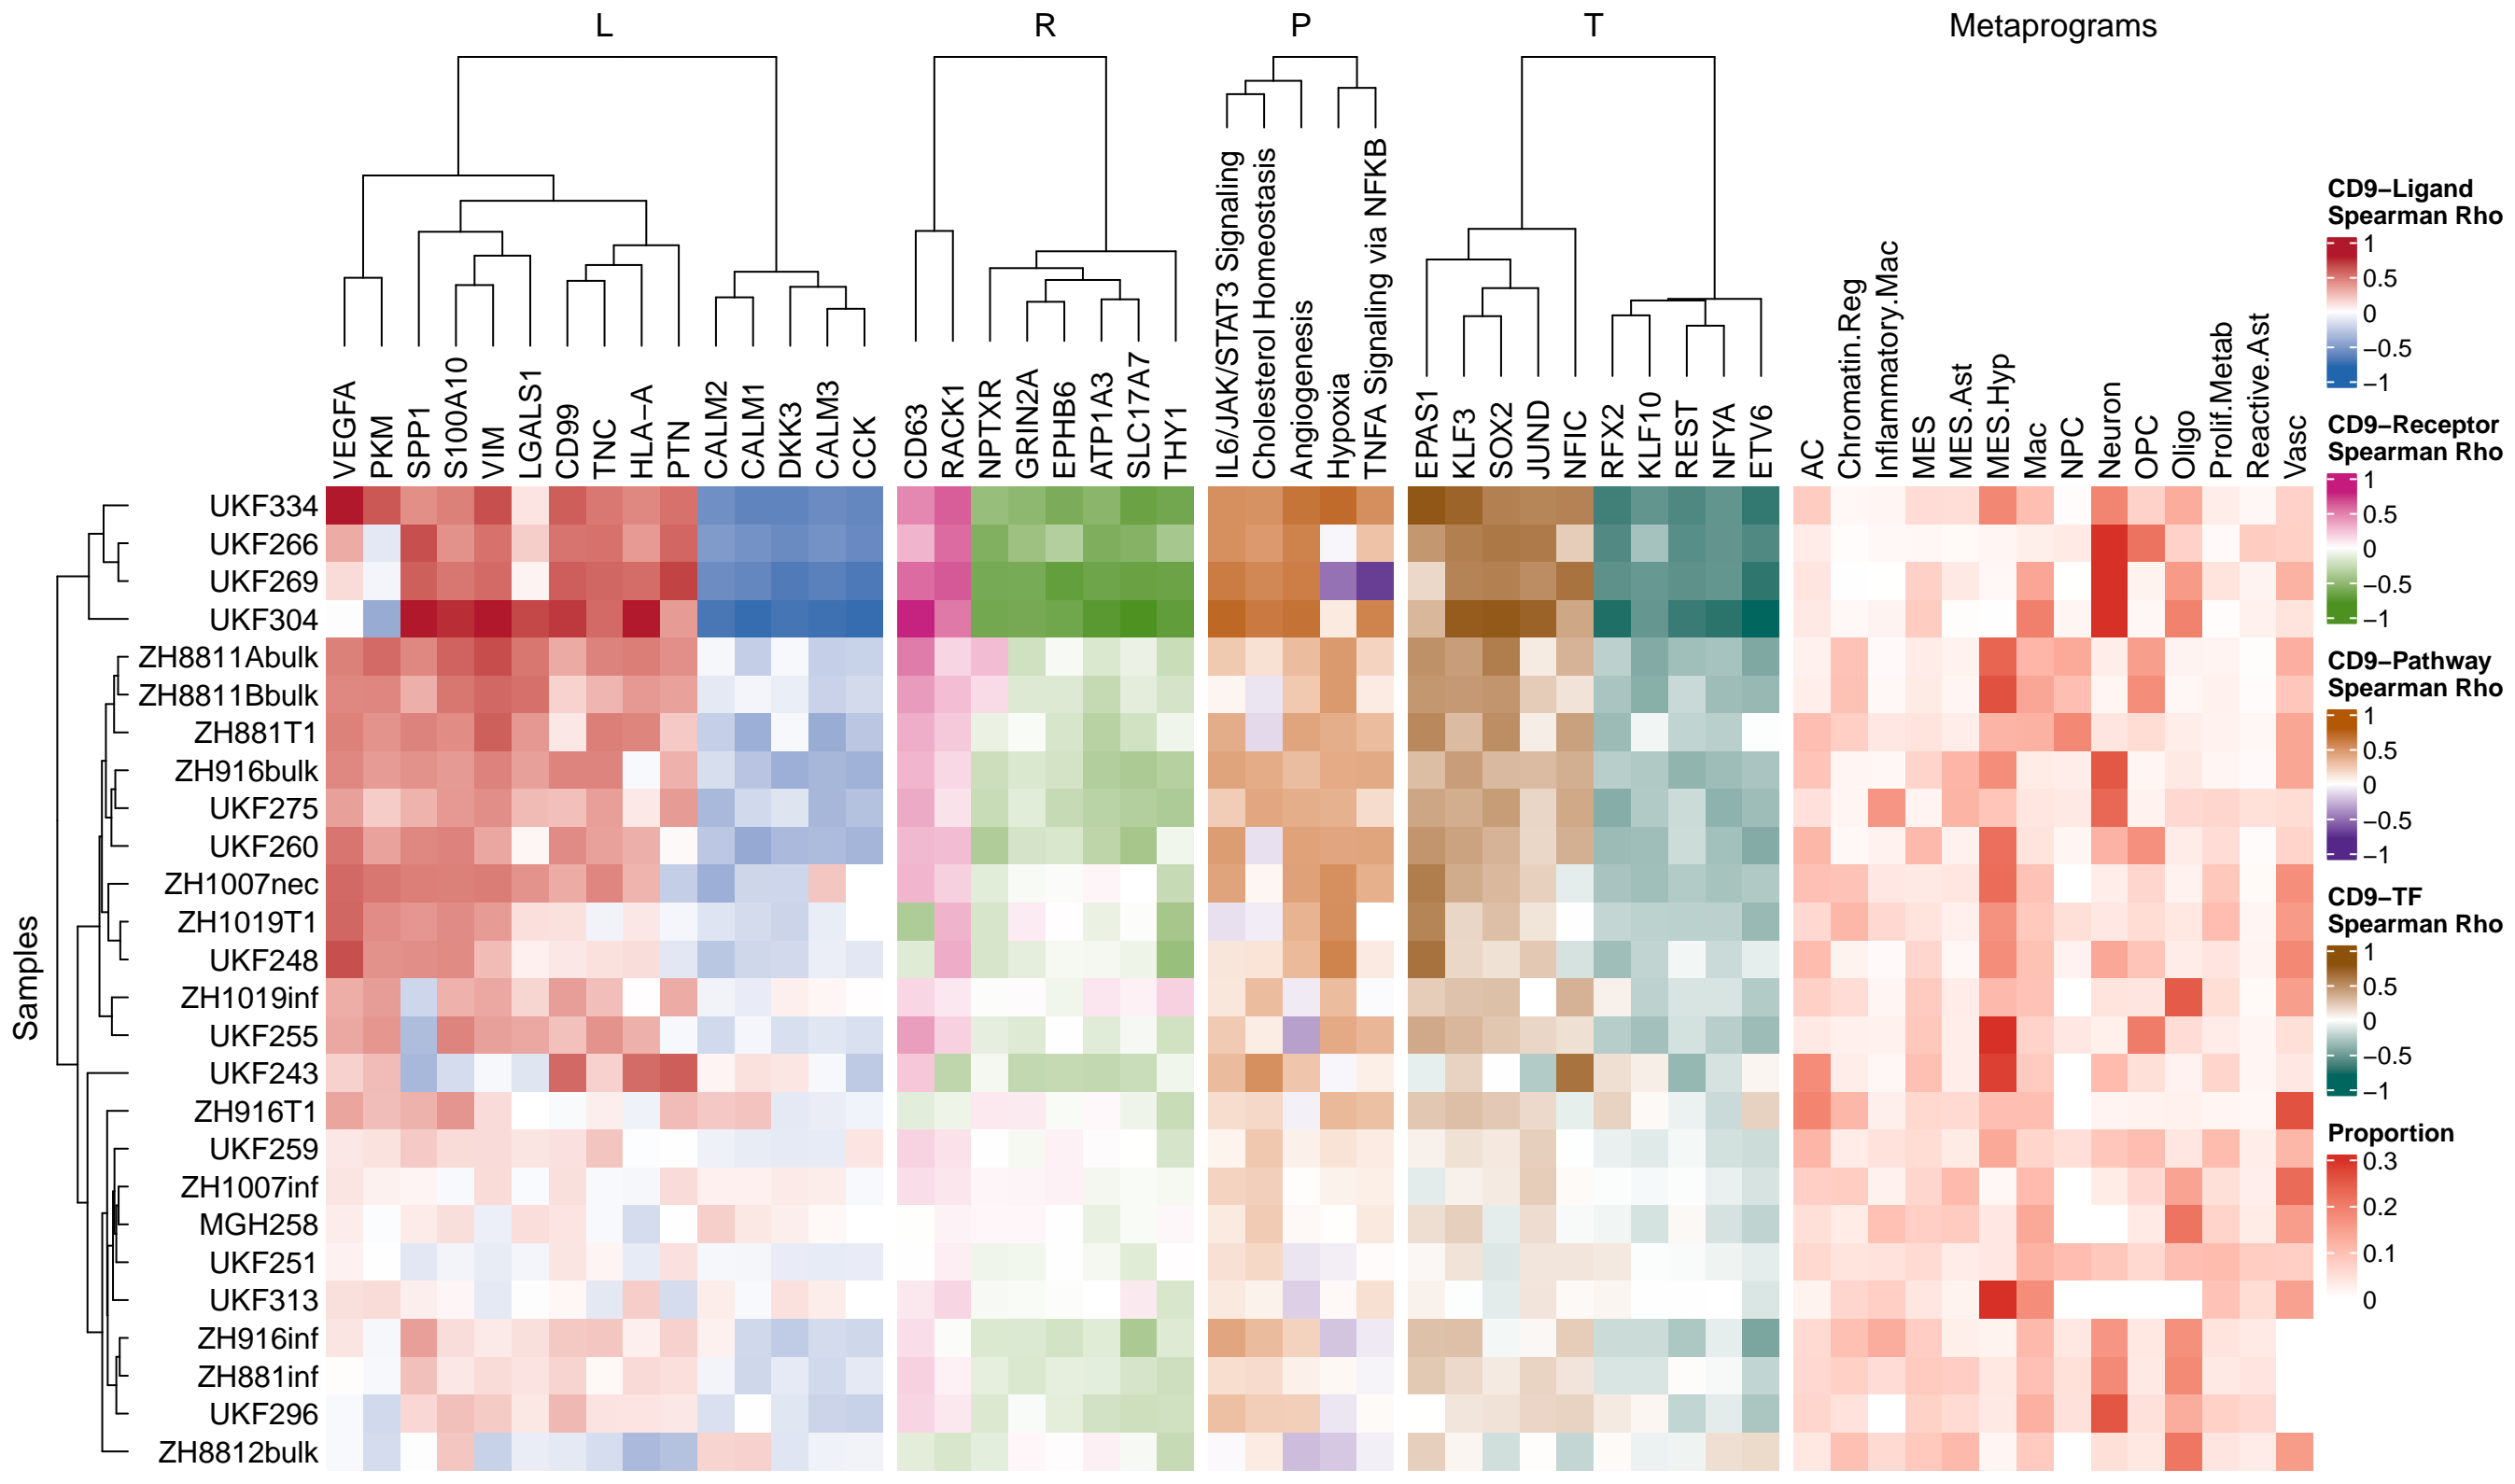 L
R
P
T
Metaprograms
VEGFA
PKM
SPP1
S100A10
VIM
LGALS1
CD99
TNC
HLA−A
PTN
CALM2
CALM1
DKK3
CALM3
CCK
CD63
RACK1
NPTXR
GRIN2A
EPHB6
ATP1A3
SLC17A7
THY1
IL6/JAK/STAT3 Signaling
Cholesterol Homeostasis
Angiogenesis
Hypoxia
TNFA Signaling via NFKB
EPAS1
KLF3
SOX2
JUND
NFIC
RFX2
KLF10
REST
NFYA
ETV6
AC
Chromatin.Reg
Inflammatory.Mac
MES
MES.Ast
MES.Hyp
Mac
NPC
Neuron
OPC
Oligo
Prolif.Metab
Reactive.Ast
Vasc
Samples
UKF334
UKF266
UKF269
UKF304
ZH8811Abulk
ZH8811Bbulk
ZH881T1
ZH916bulk
UKF275
UKF260
ZH1007nec
ZH1019T1
UKF248
ZH1019inf
UKF255
UKF243
ZH916T1
UKF259
ZH1007inf
MGH258
UKF251
UKF313
ZH916inf
ZH881inf
UKF296
ZH8812bulk
CD9−Ligand
Spearman Rho
1
0.5
0
−0.5
−1
CD9−Receptor
Spearman Rho
1
0.5
0
−0.5
−1
CD9−Pathway
Spearman Rho
1
0.5
0
−0.5
−1
CD9−TF
Spearman Rho
1
0.5
0
−0.5
−1
Proportion
0.3
0.2
0.1
0